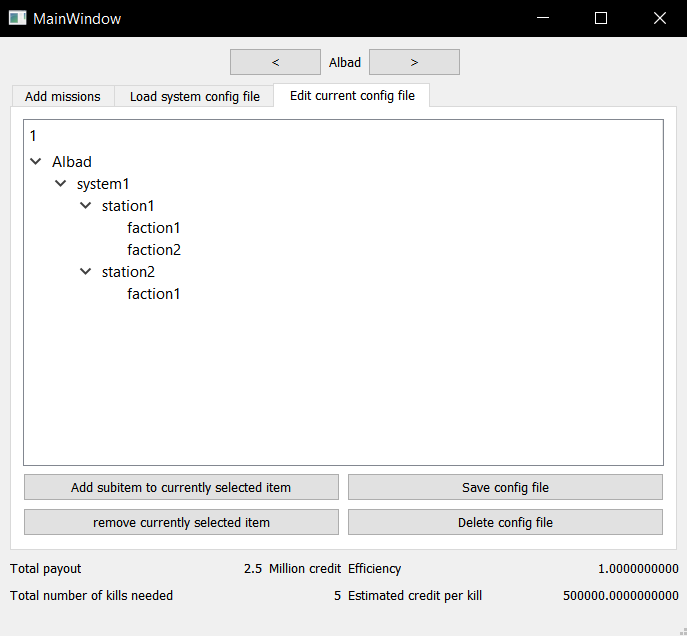 MainWindow
< Albad >
Add missions Load system config file Edit current config file
1
Albad
system1
station1
faction1
faction2
station2
faction1
Add subitem to currently selected item Save config file
remove currently selected item Delete config file
Total payout 2.5 Million credit Efficiency 1.0000000000
Total number of kills needed 5 Estimated credit per kill 500000.0000000000